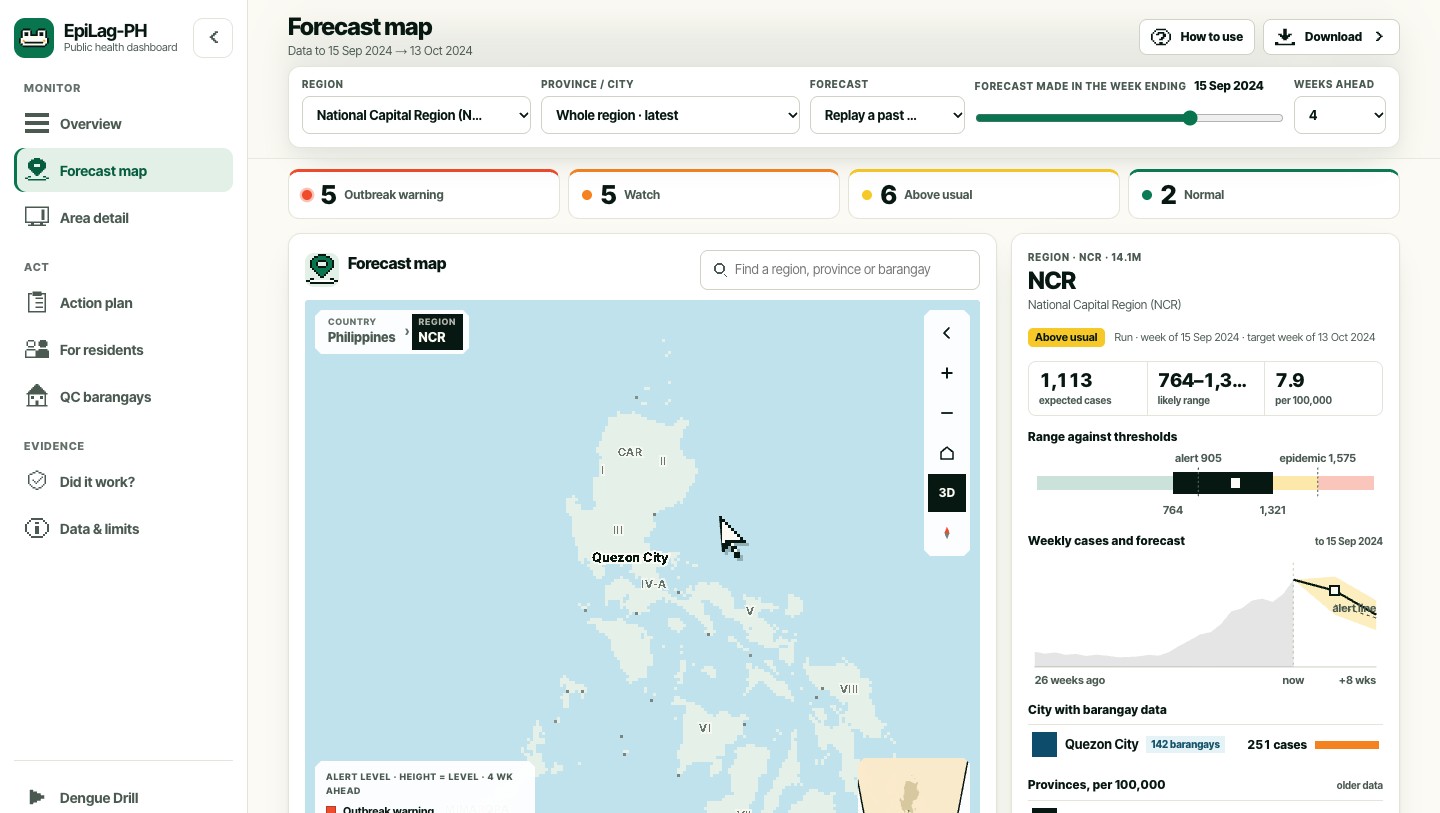 EpiLag-PH
Public health dashboard
MONITOR
Overview
Forecast map
Area detail
ACT
Action plan
For residents
QC barangays
EVIDENCE
Did it work?
Data & limits
Dengue Drill
Forecast map
Data to 15 Sep 2024 → 13 Oct 2024
How to use
Download
REGION
National Capital Region (N...
PROVINCE / CITY
Whole region · latest
FORECAST
Replay a past ...
FORECAST MADE IN THE WEEK ENDING 15 Sep 2024
WEEKS AHEAD
4
5 Outbreak warning
5 Watch
6 Above usual
2 Normal
Forecast map
Find a region, province or barangay
COUNTRY
Philippines
›
REGION
NCR
3D
CAR
I
II
III
Quezon City
IV-A
V
VIII
VI
ALERT LEVEL · HEIGHT = LEVEL · 4 WK
AHEAD
Outbreak warning
REGION · NCR · 14.1M
NCR
National Capital Region (NCR)
Above usual
Run · week of 15 Sep 2024 · target week of 13 Oct 2024
1,113
expected cases
764–1,3...
likely range
7.9
per 100,000
Range against thresholds
alert 905
epidemic 1,575
764
1,321
Weekly cases and forecast
to 15 Sep 2024
alert line
26 weeks ago
now
+8 wks
City with barangay data
Quezon City
142 barangays
251 cases
Provinces, per 100,000
older data